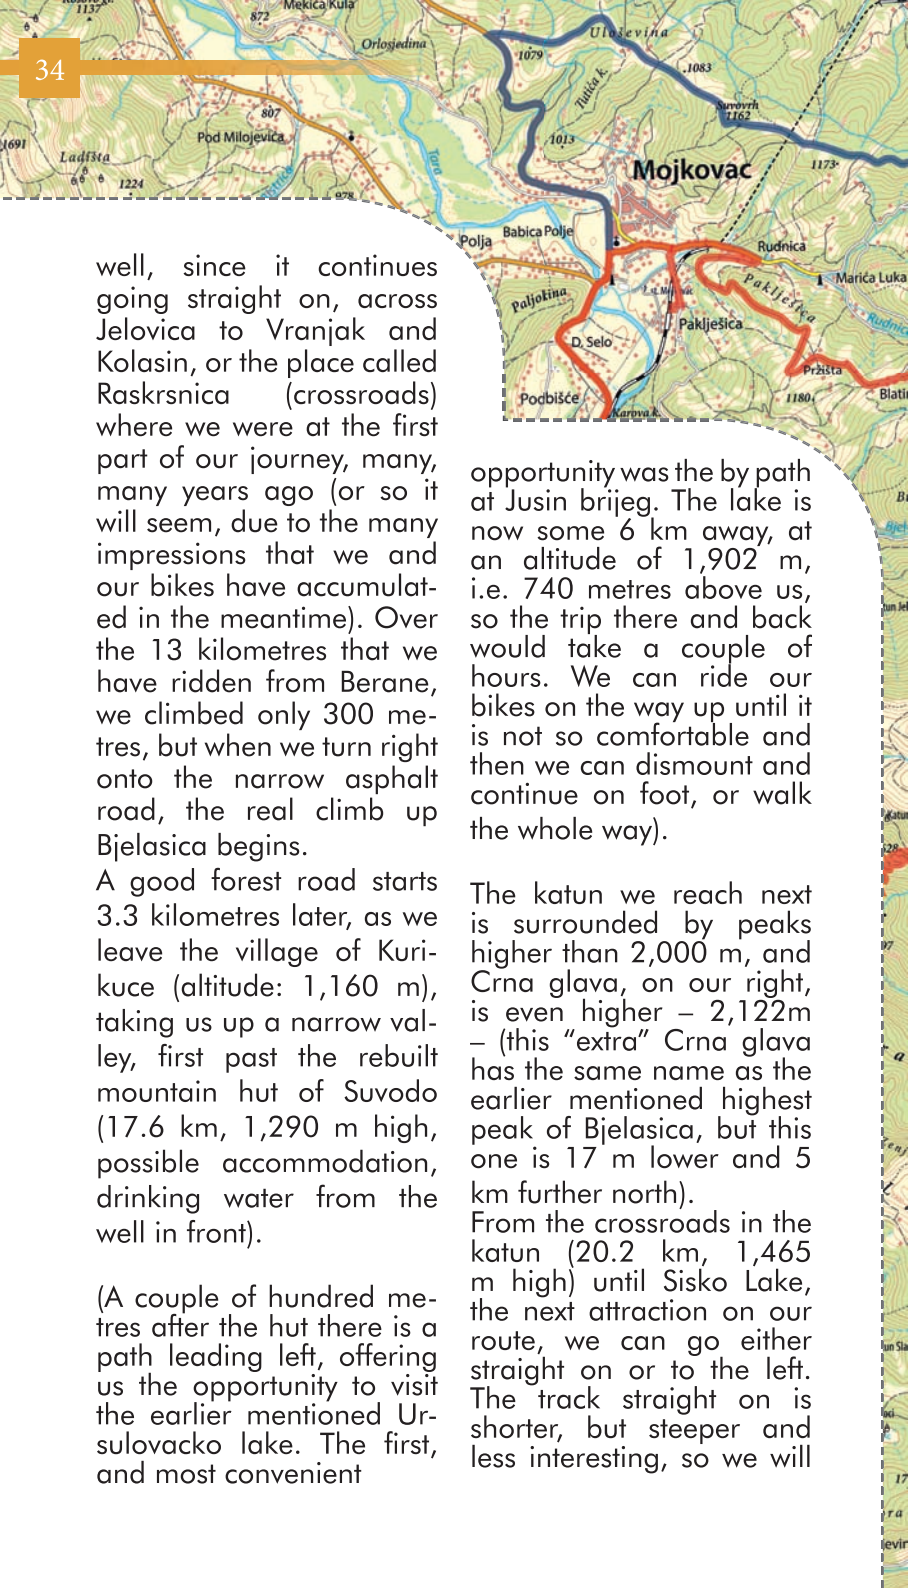 Mekića Kula
1137
872
Orlosjedina
Uloševina
1079
1083
34
Tutića k.
Suvovrh
1162
807
Pod Milojevića
1013
1691
Ladišta
1224
Tara
Mojkovac
1173
978
Babica Polje
Polja
Rudnica
Marića Luka
Paljokina
Paklješica
Paklješica
D. Selo
Pržišta
Podbišće
1180
Karova k.
well, since it continues
going straight on, across
Jelovica to Vranjak and
Kolasin, or the place called
Raskrsnica (crossroads)
where we were at the first
part of our journey, many,
many years ago (or so it
will seem, due to the many
impressions that we and
our bikes have accumulat-
ed in the meantime). Over
the 13 kilometres that we
have ridden from Berane,
we climbed only 300 me-
tres, but when we turn right
onto the narrow asphalt
road, the real climb up
Bjelasica begins.
A good forest road starts
3.3 kilometres later, as we
leave the village of Kuri-
kuce (altitude: 1,160 m),
taking us up a narrow val-
ley, first past the rebuilt
mountain hut of Suvodo
(17.6 km, 1,290 m high,
possible accommodation,
drinking water from the
well in front).
(A couple of hundred me-
tres after the hut there is a
path leading left, offering
us the opportunity to visit
the earlier mentioned Ur-
sulovacko lake. The first,
and most convenient
opportunity was the by path
at Jusin brijeg. The lake is
now some 6 km away, at
an altitude of 1,902 m,
i.e. 740 metres above us,
so the trip there and back
would take a couple of
hours. We can ride our
bikes on the way up until it
is not so comfortable and
then we can dismount and
continue on foot, or walk
the whole way).
The katun we reach next
is surrounded by peaks
higher than 2,000 m, and
Crna glava, on our right,
is even higher – 2,122m
– (this “extra” Crna glava
has the same name as the
earlier mentioned highest
peak of Bjelasica, but this
one is 17 m lower and 5
km further north).
From the crossroads in the
katun (20.2 km, 1,465
m high) until Sisko Lake,
the next attraction on our
route, we can go either
straight on or to the left.
The track straight on is
shorter, but steeper and
less interesting, so we will